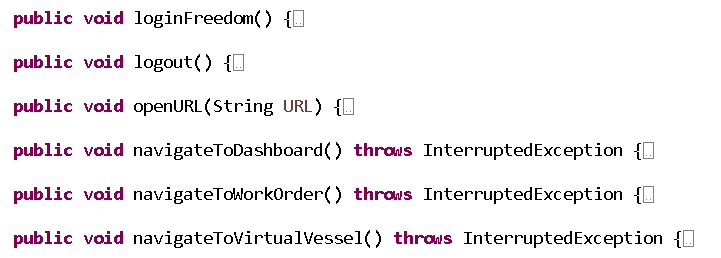 public void loginFreedom() {
public void logout() {
public void openURL(String URL) {
public void navigateToDashboard() throws InterruptedException {
public void navigateToWorkOrder() throws InterruptedException {
public void navigateToVirtualVessel() throws InterruptedException {